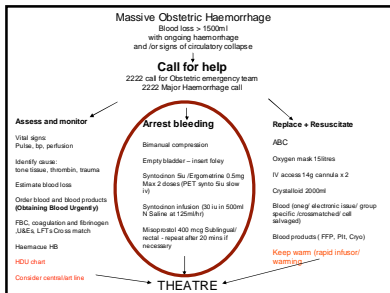 Massive Obstetric Haemorrhage
Blood loss > 1500ml
with ongoing haemorrhage
and /or signs of circulatory collapse
Call for help
2222 call for Obstetric emergency team
2222 Major Haemorrhage call
Assess and monitor
Vital signs:
Pulse, bp, perfusion
Identify cause:
tone tissue, thrombin, trauma
Estimate blood loss
Order blood and blood products
(Obtaining Blood Urgently)
FBC, coagulation and fibrinogen
,U&Es, LFTs Cross match
Haemacue HB
HDU chart
Consider central/art line
Arrest bleeding
Bimanual compression
Empty bladder – insert foley
Syntocinon 5iu /Ergometrine 0.5mg
Max 2 doses (PET synto 5iu slow
iv)
Syntocinon infusion (30 iu in 500ml
N Saline at 125ml/hr)
Misoprostol 400 mcg Sublingual/
rectal - repeat after 20 mins if
necessary
Replace + Resuscitate
ABC
Oxygen mask 15litres
IV access 14g cannula x 2
Crystalloid 2000ml
Blood (oneg/ electronic issue/ group
specific /crossmatched/ cell
salvaged)
Blood products ( FFP, Plt, Cryo)
Keep warm (rapid infusor/
warming
THEATRE